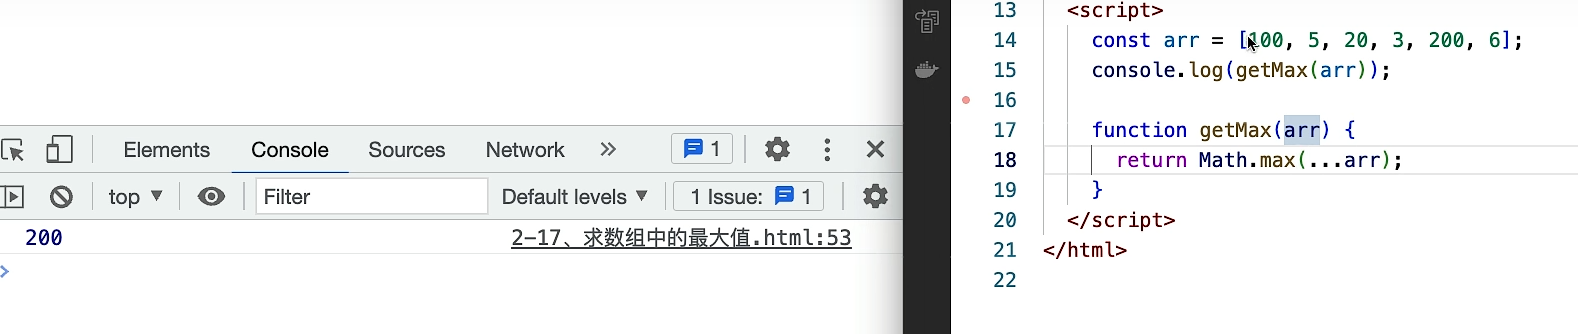 Elements Console Sources Network » 1
top ▼ Filter Default levels ▼ 1 Issue: 1
200 2-17、求数组中的最大值.html:53
>
13 <script>
14 const arr = [100, 5, 20, 3, 200, 6];
15 console.log(getMax(arr));
16
17 function getMax(arr) {
18 return Math.max(...arr);
19 }
20 </script>
21 </html>
22